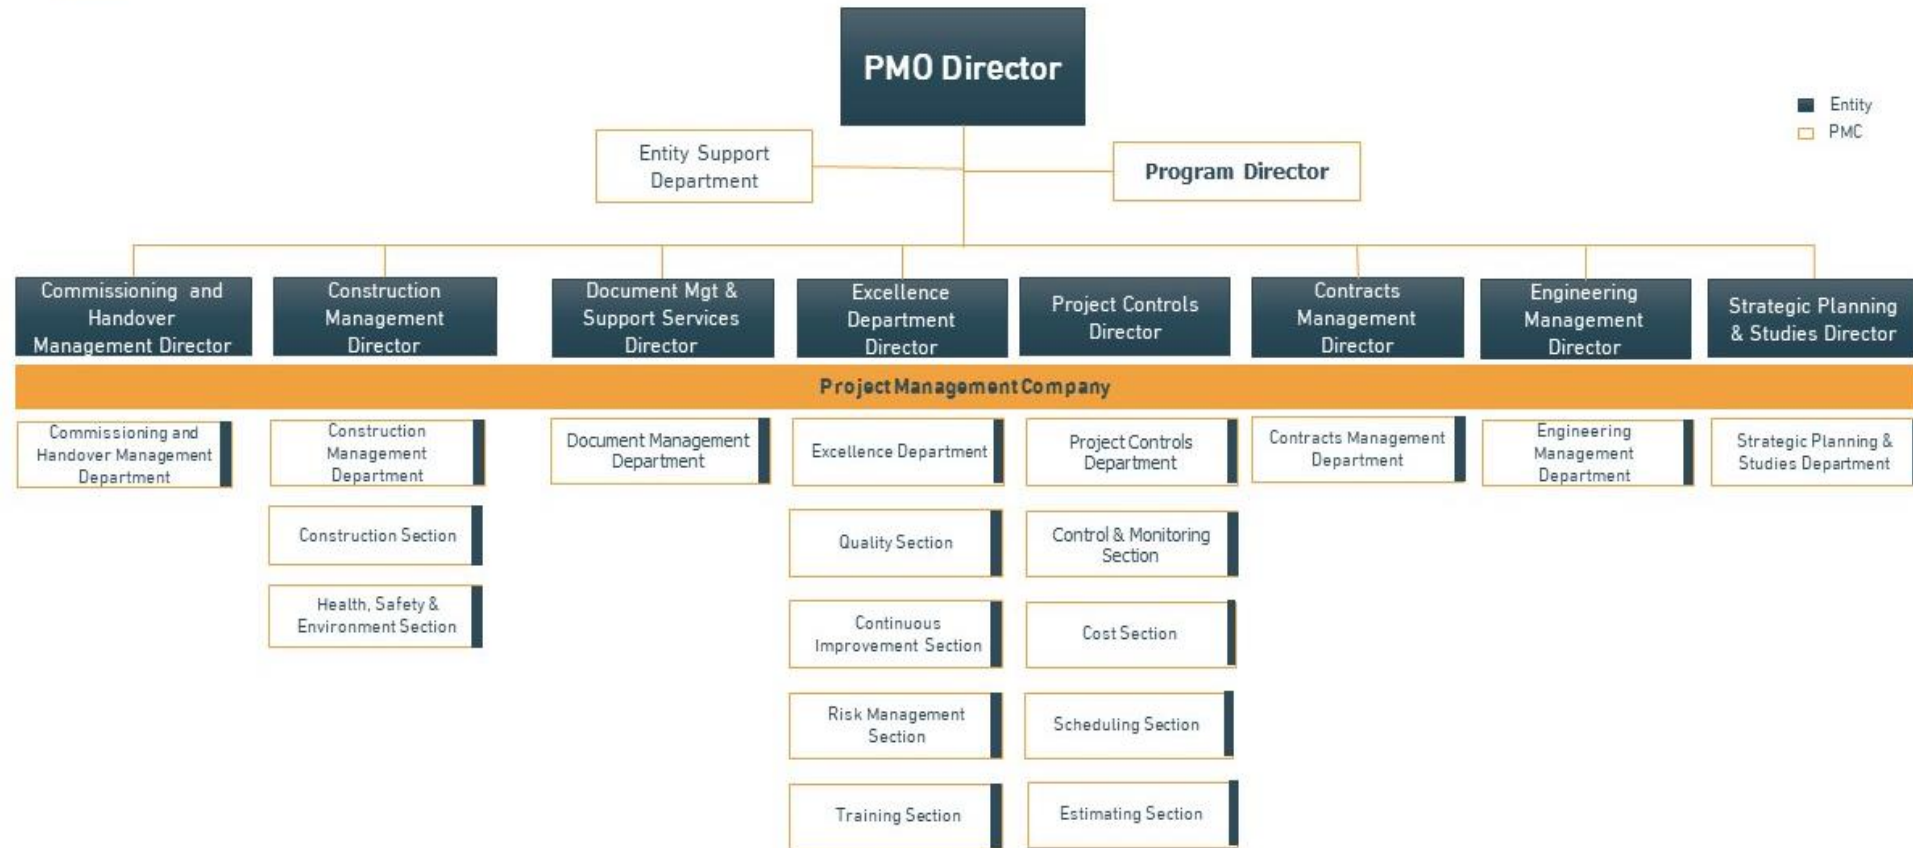 PMO Director
Entity
PMC
Entity Support
Department
Program Director
Commissioning and
Handover
Management Director
Construction
Management
Director
Document Mgt &
Support Services
Director
Excellence
Department
Director
Project Controls
Director
Contracts
Management
Director
Engineering
Management
Director
Strategic Planning
& Studies Director
Project Management Company
Commissioning and
Handover Management
Department
Construction
Management
Department
Document Management
Department
Excellence Department
Project Controls
Department
Contracts Management
Department
Engineering
Management
Department
Strategic Planning &
Studies Department
Construction Section
Quality Section
Control & Monitoring
Section
Health, Safety &
Environment Section
Continuous
Improvement Section
Cost Section
Risk Management
Section
Scheduling Section
Training Section
Estimating Section